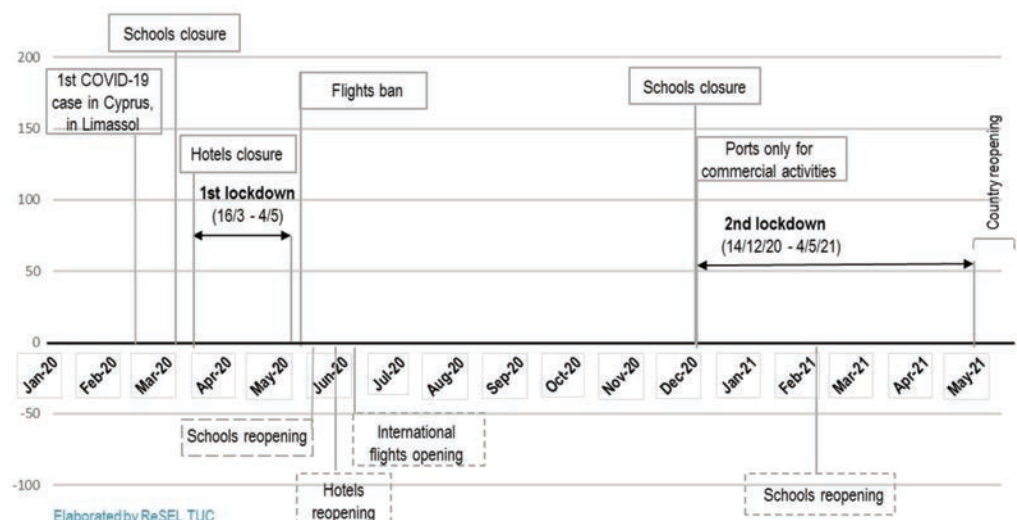 Schools closure
200
1st COVID-19
case in Cyprus,
in Limassol
Flights ban
Schools closure
150
Hotels closure
Ports only for
commercial activities
Country reopening
100
1st lockdown
(16/3 - 4/5)
2nd lockdown
(14/12/20 - 4/5/21)
50
0
Jan-20
Feb-20
Mar-20
Apr-20
May-20
Jun-20
Jul-20
Aug-20
Sep-20
Oct-20
Nov-20
Dec-20
Jan-21
Feb-21
Mar-21
Apr-21
May-21
-50
Schools reopening
International
flights opening
-100
Hotels
reopening
Schools reopening
Elaborated by ReSEL TUC